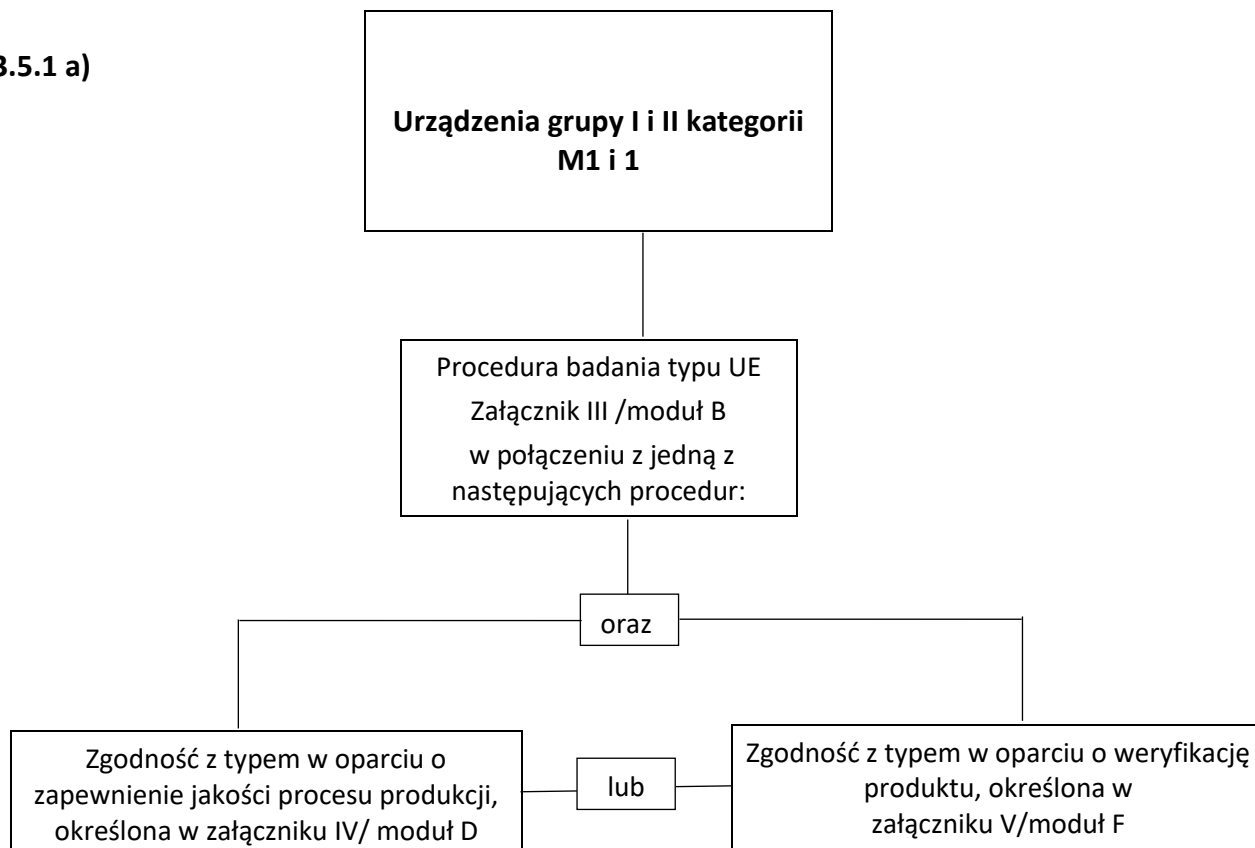 3.5.1 a)
Urządzenia grupy I i II kategorii
M1 i 1
Procedura badania typu UE
Załącznik III /moduł B
w połączeniu z jedną z
następujących procedur:
oraz
Zgodność z typem w oparciu o
zapewnienie jakości procesu produkcji,
określona w załączniku IV/ moduł D
lub
Zgodność z typem w oparciu o weryfikację
produktu, określona w
załączniku V/moduł F